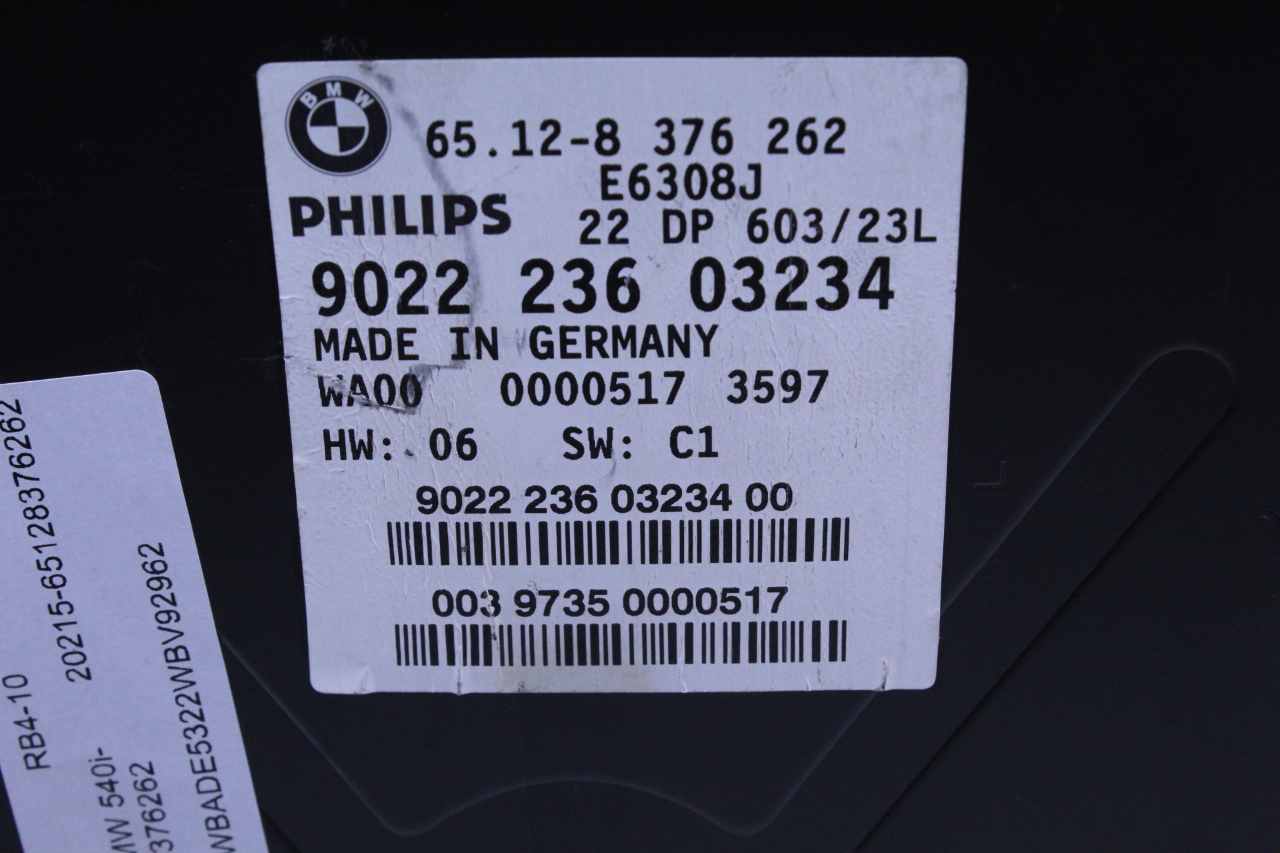 BMW
65.12-8 376 262
E6308J
PHILIPS
22 DP 603/23L
9022 236 03234
MADE IN GERMANY
WA00 0000517 3597
HW: 06 SW: C1
9022 236 03234 00
003 9735 0000517
RB4-10
20215-65128376262
MW 540i-
376262
WBADE5322WBV92962